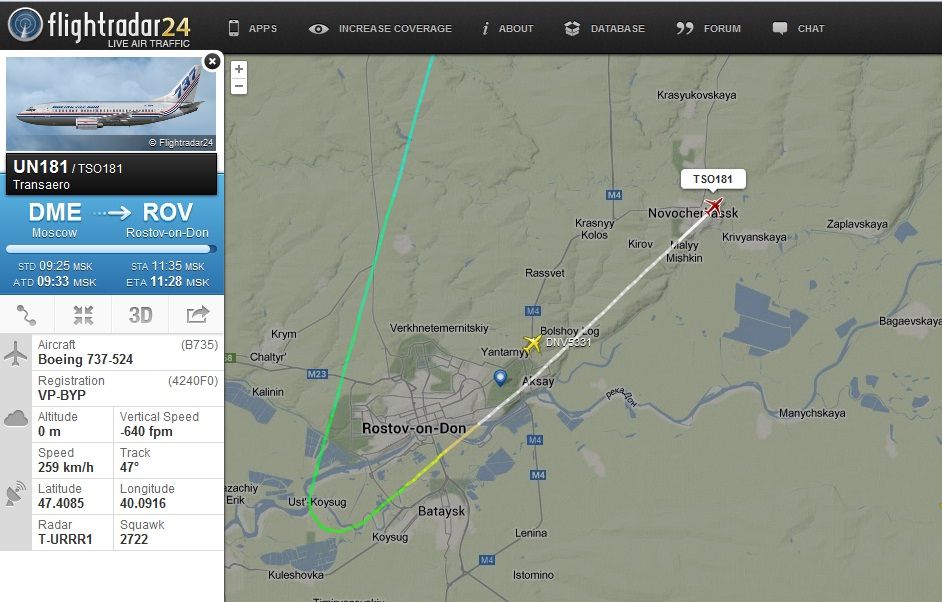 flightradar24
LIVE AIR TRAFFIC
APPS
INCREASE COVERAGE
i ABOUT
DATABASE
FORUM
CHAT
© Flightradar24
UN181 / TSO181
Transaero
DME ROV
Moscow Rostov-on-Don
STD 09:25 MSK STA 11:35 MSK
ATD 09:33 MSK ETA 11:28 MSK
3D
Aircraft (B735)
Boeing 737-524
Registration (4240F0)
VP-BYP
Altitude Vertical Speed
0 m -640 fpm
Speed Track
259 km/h 47°
Latitude Longitude
47.4085 40.0916
Radar Squawk
T-URRR1 2722
+
−
Krasyukovskaya
TSO181
M4
Krasnyy
Kolos
Kirov
Malyy
Mishkin
Krivyanskaya
Zaplavskaya
Rassvet
M4
Verkhnetemernitskiy
Bolshoy Log
DNV5331
Yantarnyy
Bagaevskaya
Krym
Chaltyr'
M23
Kalinin
Aksay
река Дон
Manychskaya
Rostov-on-Don
M4
M4
Ust'-Koysug
Erik
Bataysk
Koysug
Lenina
M4
Kuleshovka
Istomino